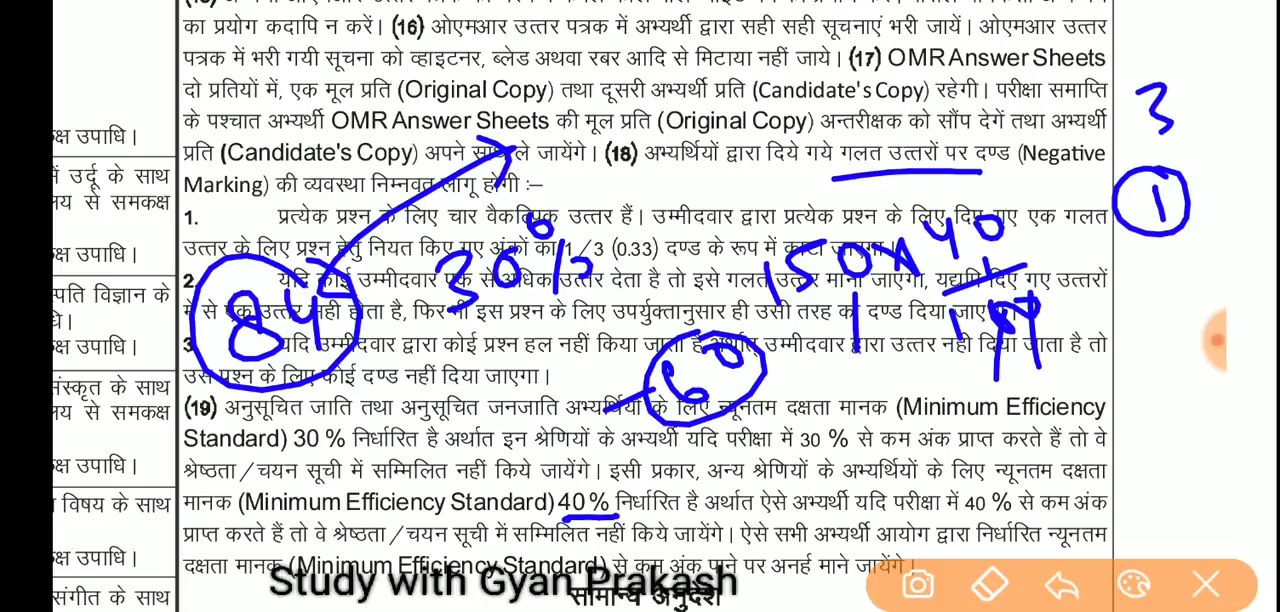 का प्रयोग कदापि न करें। (16) ओएमआर उत्तर पत्रक में अभ्यर्थी द्वारा सही सही सूचनाएं भरी जायें। ओएमआर उत्तर
पत्रक में भरी गयी सूचना को व्हाइटनर, ब्लेड अथवा रबर आदि से मिटाया नहीं जाये। (17) OMR Answer Sheets
दो प्रतियों में, एक मूल प्रति (Original Copy) तथा दूसरी अभ्यर्थी प्रति (Candidate's Copy) रहेगी। परीक्षा समाप्ति
3
क्ष उपाधि।
के पश्चात अभ्यर्थी OMR Answer Sheets की मूल प्रति (Original Copy) अन्तरीक्षक को सौंप देगें तथा अभ्यर्थी
प्रति (Candidate's Copy) अपने साथ ले जायेंगे। (18) अभ्यर्थियों द्वारा दिये गये गलत उत्तरों पर दण्ड (Negative
में उर्दू के साथ
Marking) की व्यवस्था निम्नवत लागू होगी :–
1
य से समकक्ष
1. प्रत्येक प्रश्न के लिए चार वैकल्पिक उत्तर हैं। उम्मीदवार द्वारा प्रत्येक प्रश्न के लिए दिए गए एक गलत
क्ष उपाधि।
उत्तर के लिए प्रश्न हेतु नियत किए गए अंकों का 1/3 (0.33) दण्ड के रूप में काटा जाएगा।
30%
150 x 40
2. यदि कोई उम्मीदवार एक से अधिक उत्तर देता है तो इसे गलत उत्तर माना जाएगा, यद्यपि दिए गए उत्तरों
स्पति विज्ञान के
84
में से एक उत्तर सही होता है, फिर भी इस प्रश्न के लिए उपर्युक्तानुसार ही उसी तरह का दण्ड दिया
क्ष उपाधि।
3. यदि उम्मीदवार द्वारा कोई प्रश्न हल नहीं किया जाता है अर्थात उम्मीदवार द्वारा उत्तर नही दिया जाता है तो
60
उस प्रश्न के लिए कोई दण्ड नहीं दिया जाएगा।
संस्कृत के साथ
(19) अनुसूचित जाति तथा अनुसूचित जनजाति अभ्यर्थियों के लिए न्यूनतम दक्षता मानक (Minimum Efficiency
य से समकक्ष
Standard) 30 % निर्धारित है अर्थात इन श्रेणियों के अभ्यर्थी यदि परीक्षा में 30 % से कम अंक प्राप्त करते हैं तो वे
क्ष उपाधि।
श्रेष्ठता/चयन सूची में सम्मिलित नहीं किये जायेंगे। इसी प्रकार, अन्य श्रेणियों के अभ्यर्थियों के लिए न्यूनतम दक्षता
विषय के साथ
मानक (Minimum Efficiency Standard) 40% निर्धारित है अर्थात ऐसे अभ्यर्थी यदि परीक्षा में 40 % से कम अंक
प्राप्त करते हैं तो वे श्रेष्ठता/चयन सूची में सम्मिलित नहीं किये जायेंगे। ऐसे सभी अभ्यर्थी आयोग द्वारा निर्धारित न्यूनतम
क्ष उपाधि।
दक्षता मानक (Minimum Efficiency Standard) से कम अंक पाने पर अनर्ह माने जायेंगे।
Study with Gyan Prakash
संगीत के साथ
सामान्य अनुदेश